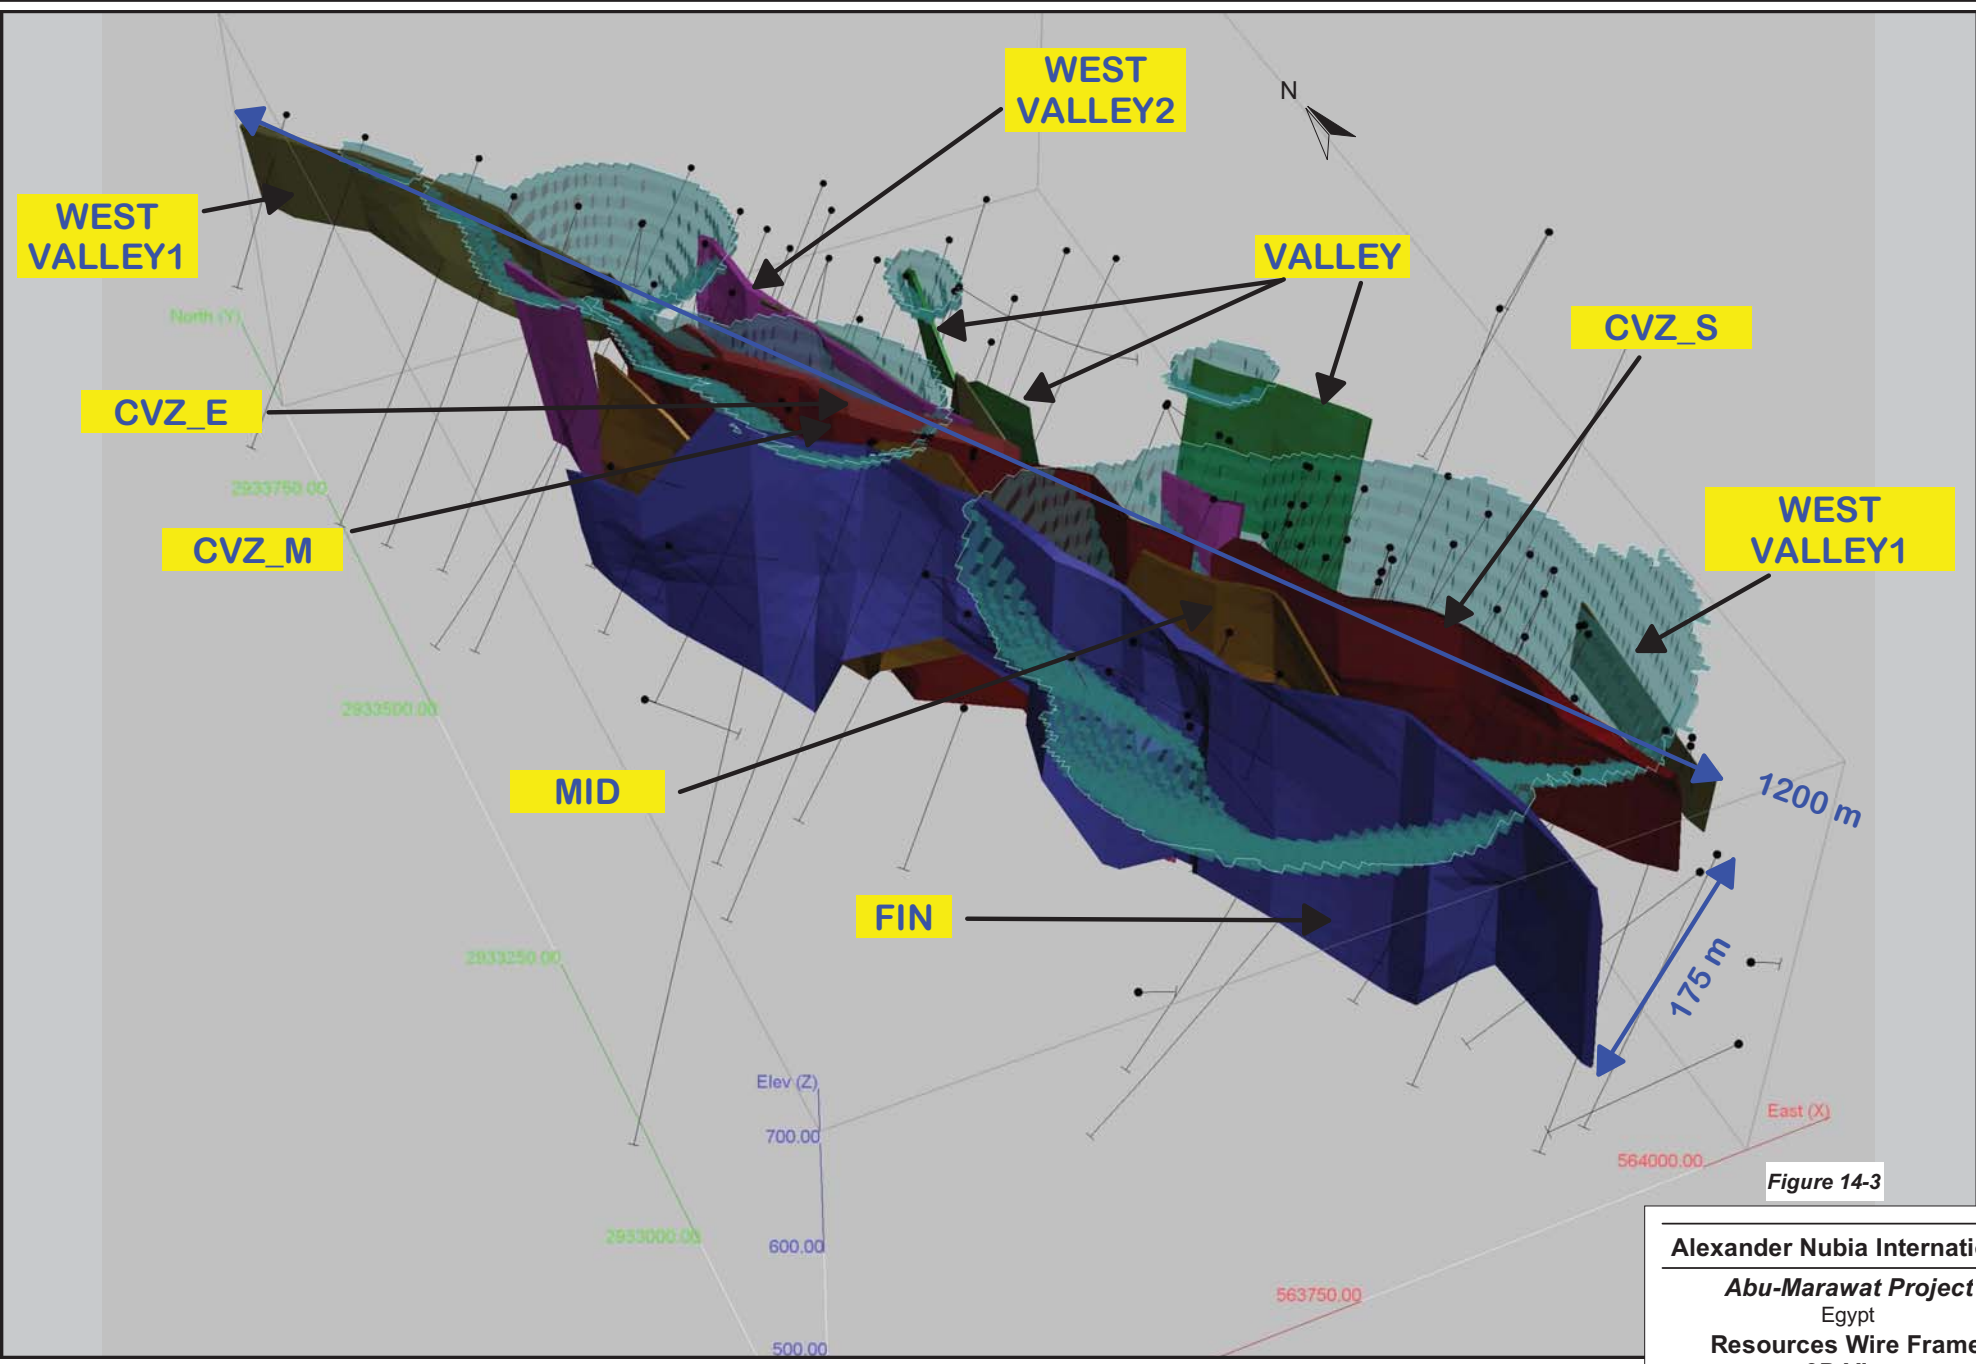 WEST
VALLEY2
N
WEST
VALLEY1
VALLEY
CVZ_S
North (Y)
CVZ_E
2933750.00
WEST
VALLEY1
CVZ_M
2933500.00
MID
1200 m
FIN
2933250.00
175 m
Elev (Z)
700.00
East (X)
564000.00
Figure 14-3
2933000.00
600.00
Alexander Nubia
Abu-Marawat Project
Egypt
563750.00
Resources Wire Frame
500.00